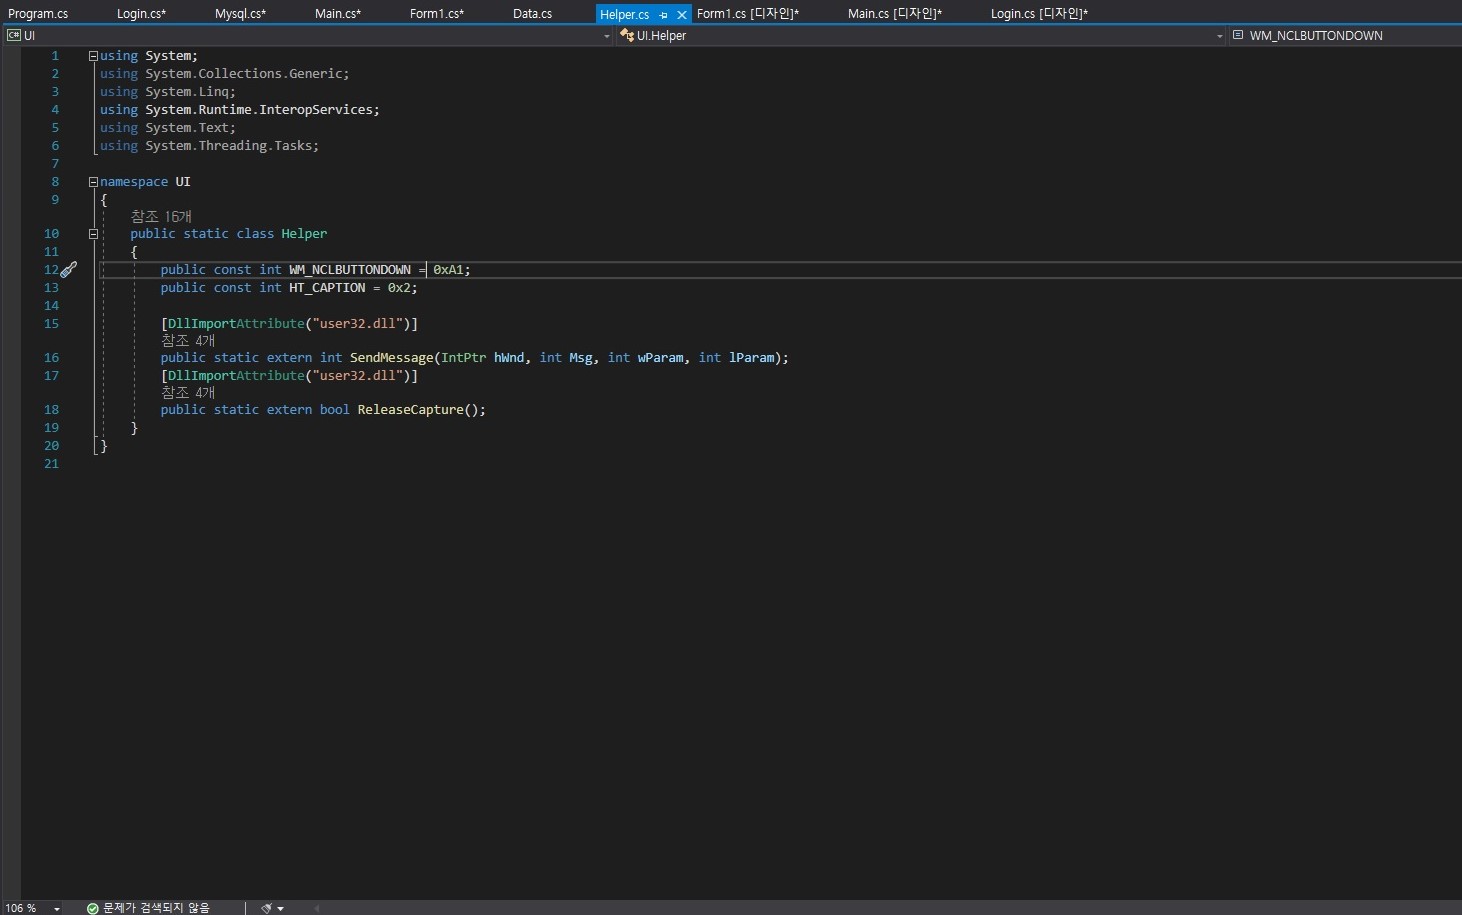 Program.cs Login.cs* Mysql.cs* Main.cs* Form1.cs* Data.cs Helper.cs Form1.cs [디자인]* Main.cs [디자인]* Login.cs [디자인]*
C# UI UI.Helper WM_NCLBUTTONDOWN
1 using System;
2 using System.Collections.Generic;
3 using System.Linq;
4 using System.Runtime.InteropServices;
5 using System.Text;
6 using System.Threading.Tasks;
7
8 namespace UI
9 {
참조 16개
10 public static class Helper
11 {
12 public const int WM_NCLBUTTONDOWN = 0xA1;
13 public const int HT_CAPTION = 0x2;
14
15 [DllImportAttribute("user32.dll")]
참조 4개
16 public static extern int SendMessage(IntPtr hWnd, int Msg, int wParam, int lParam);
17 [DllImportAttribute("user32.dll")]
참조 4개
18 public static extern bool ReleaseCapture();
19 }
20 }
21
106 % 문제가 검색되지 않음